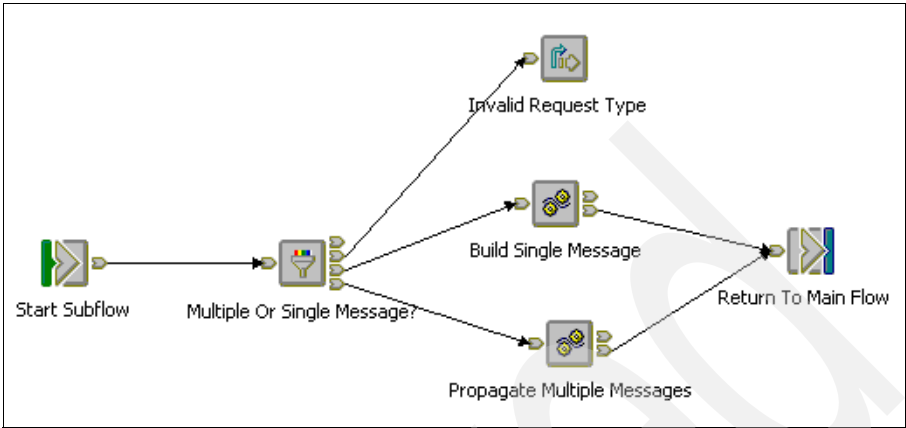 Invalid Request Type
Build Single Message
Start Subflow
Multiple Or Single Message?
Return To Main Flow
Propagate Multiple Messages